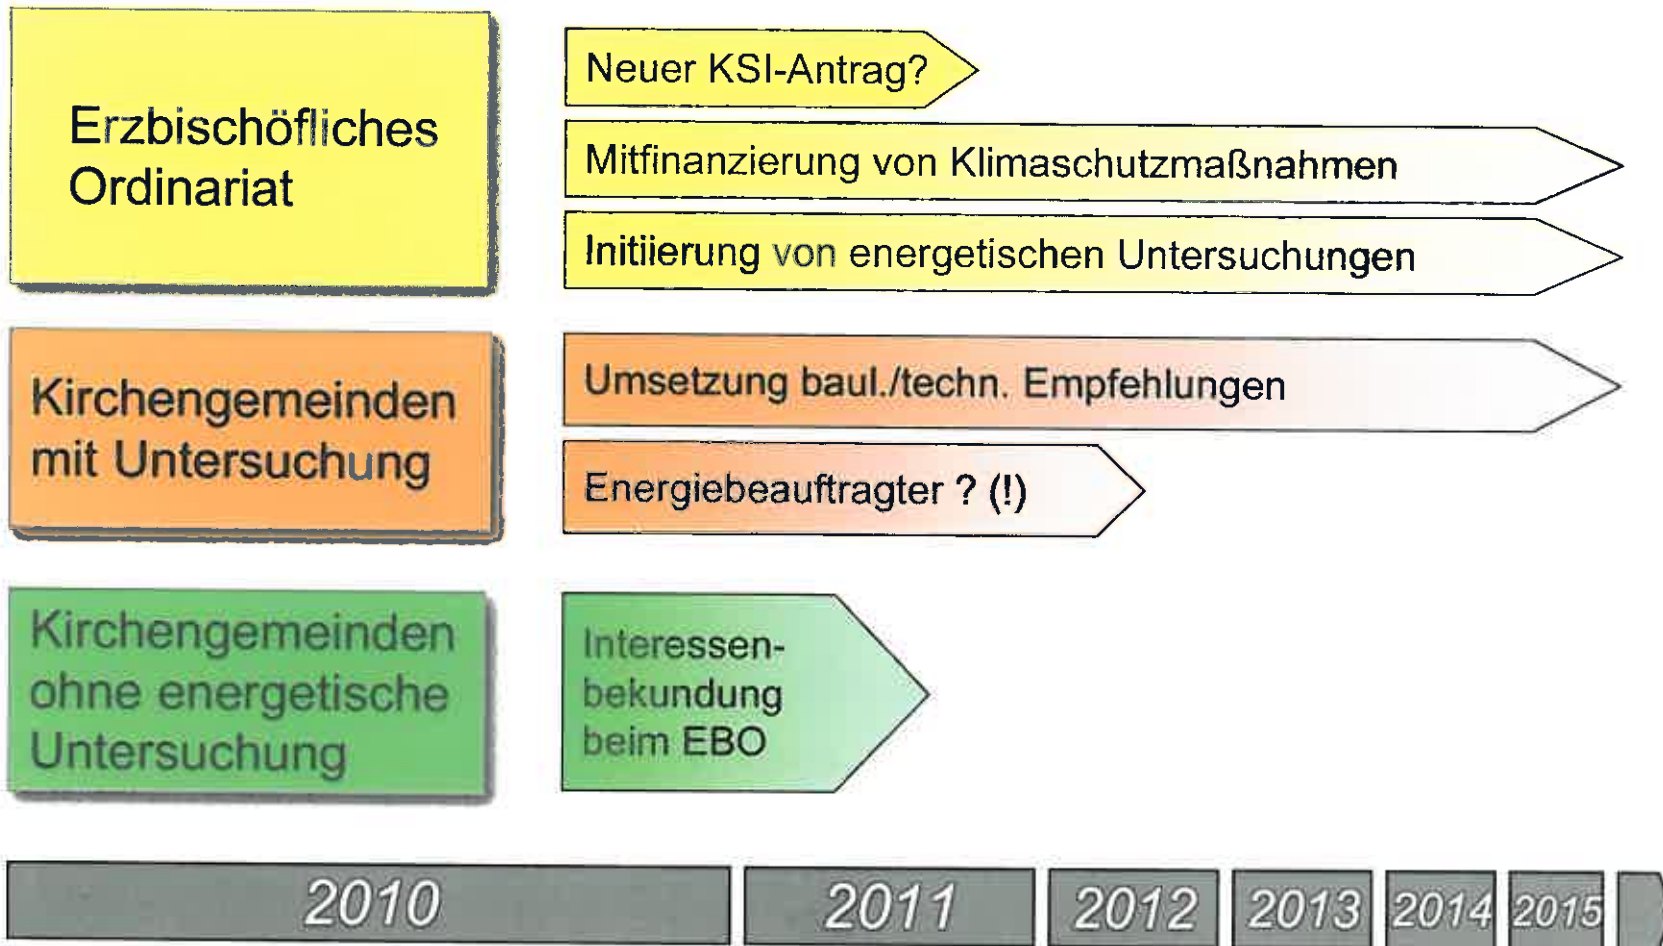 Erzbischöfliches
Ordinariat
Neuer KSI-Antrag?
Mitfinanzierung von Klimaschutzmaßnahmen
Initiierung von energetischen Untersuchungen
Kirchengemeinden
mit Untersuchung
Umsetzung baul./techn. Empfehlungen
Energiebeauftragter ? (!)
Kirchengemeinden
ohne energetische
Untersuchung
Interessen-
bekundung
beim EBO
2010
2011
2012
2013
2014
2015